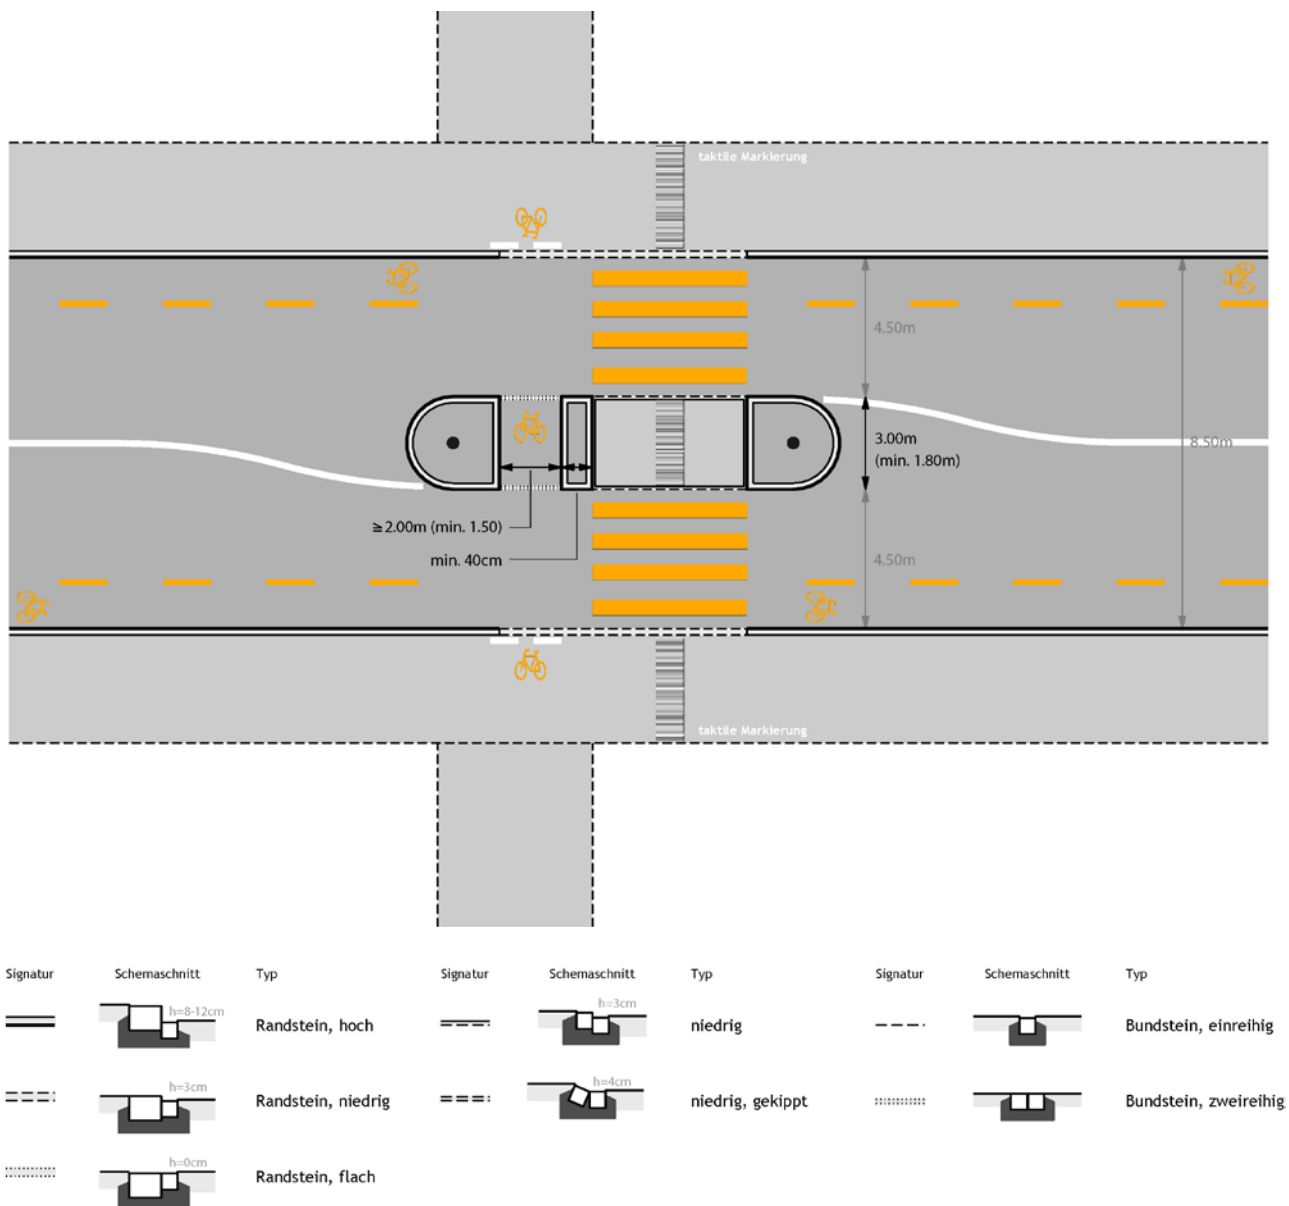 taktile Markierung
4.50m
3.00m
(min. 1.80m)
8.50m
≥2.00m (min. 1.50)
min. 40cm
4.50m
taktile Markierung
Signatur Schemaschnitt Typ Signatur Schemaschnitt Typ Signatur Schemaschnitt Typ
h=8-12cm Randstein, hoch h=3cm niedrig Bundstein, einreihig
h=3cm Randstein, niedrig h=4cm niedrig, gekippt Bundstein, zweireihig
h=0cm Randstein, flach